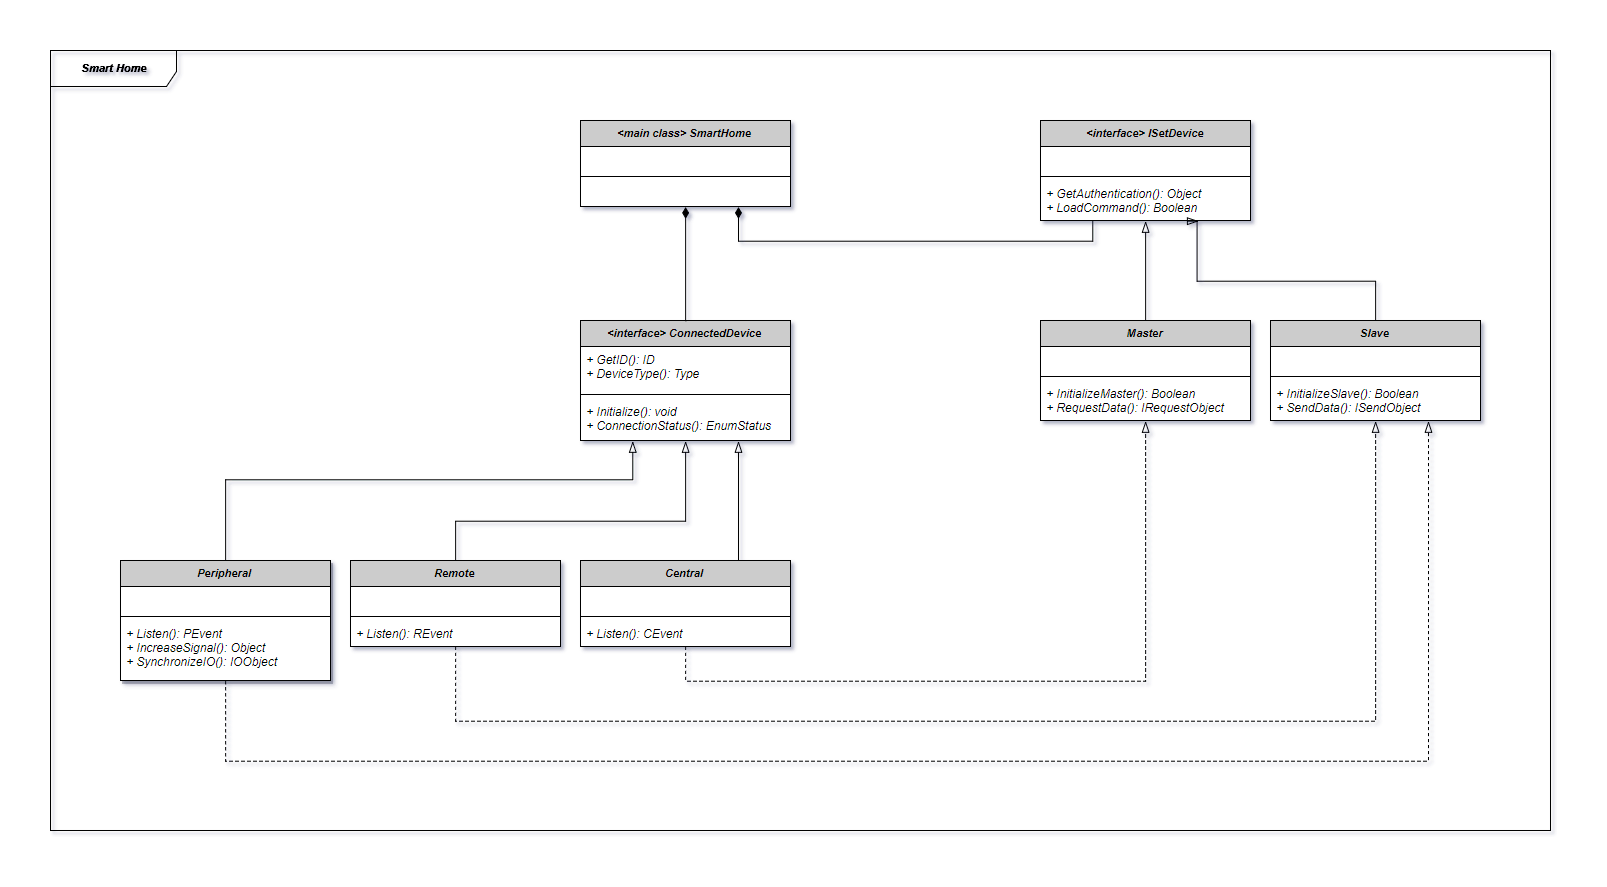 Smart Home
<main class> SmartHome
<interface> ISetDevice
+ GetAuthentication(): Object
+ LoadCommand(): Boolean
<interface> ConnectedDevice
+ GetID(): ID
+ DeviceType(): Type
+ Initialize(): void
+ ConnectionStatus(): EnumStatus
Master
+ InitializeMaster(): Boolean
+ RequestData(): IRequestObject
Slave
+ InitializeSlave(): Boolean
+ SendData(): ISendObject
Peripheral
+ Listen(): PEvent
+ IncreaseSignal(): Object
+ SynchronizeIO(): IOObject
Remote
+ Listen(): REvent
Central
+ Listen(): CEvent